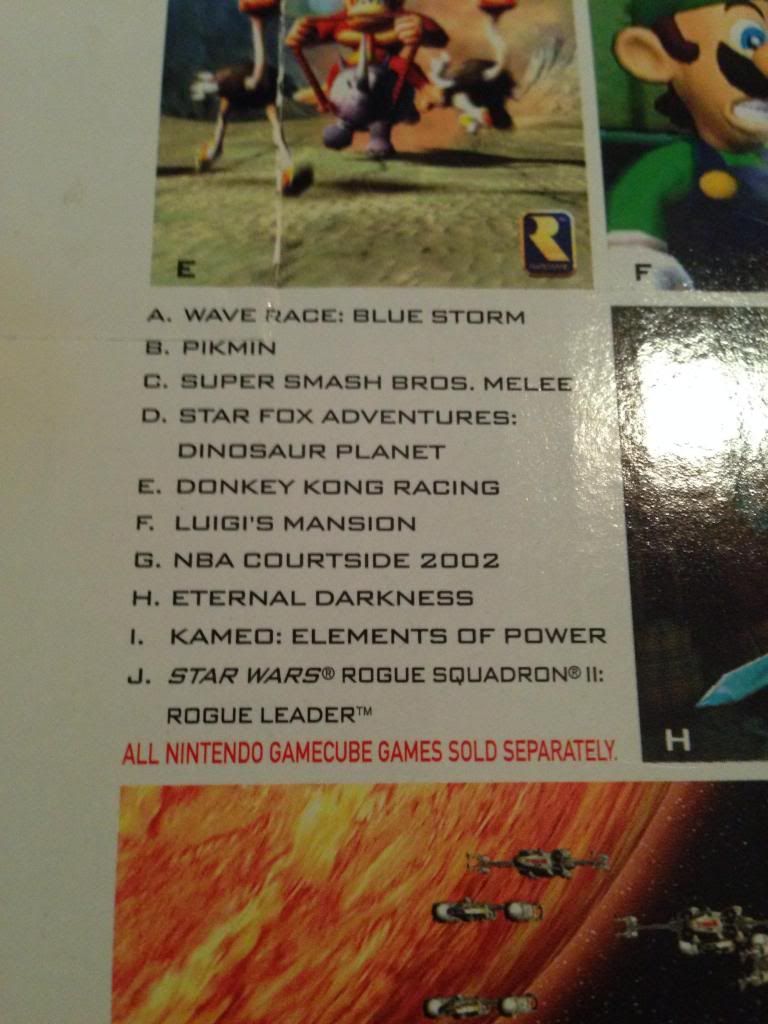 E
F
A. WAVE RACE: BLUE STORM
B. PIKMIN
C. SUPER SMASH BROS. MELEE
D. STAR FOX ADVENTURES:
DINOSAUR PLANET
E. DONKEY KONG RACING
F. LUIGI'S MANSION
G. NBA COURTSIDE 2002
H. ETERNAL DARKNESS
I. KAMEO: ELEMENTS OF POWER
J. STAR WARS® ROGUE SQUADRON® II:
ROGUE LEADER™
H
ALL NINTENDO GAMECUBE GAMES SOLD SEPARATELY.